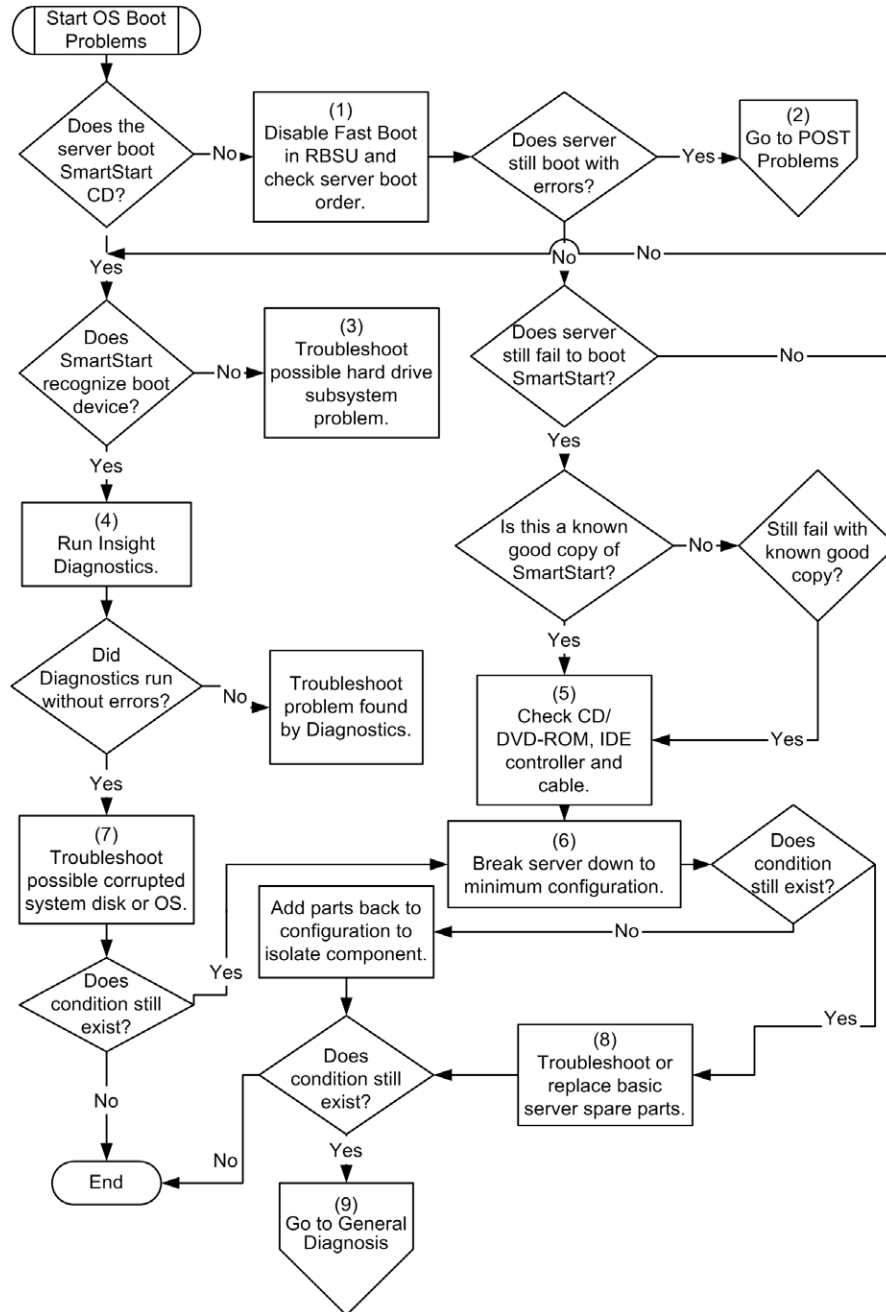 Start OS Boot
Problems
Does the
server boot
SmartStart
CD?
No
(1)
Disable Fast Boot
in RBSU and
check server boot
order.
Does server
still boot with
errors?
Yes
(2)
Go to POST
Problems
Yes
No
No
Does
SmartStart
recognize boot
device?
No
(3)
Troubleshoot
possible hard drive
subsystem
problem.
Does server
still fail to boot
SmartStart?
No
Yes
Yes
(4)
Run Insight
Diagnostics.
Is this a known
good copy of
SmartStart?
No
Still fail with
known good
copy?
Did
Diagnostics run
without errors?
No
Troubleshoot
problem found
by Diagnostics.
Yes
(5)
Check CD/
DVD-ROM, IDE
controller and
cable.
Yes
Yes
(7)
Troubleshoot
possible corrupted
system disk or OS.
(6)
Break server down to
minimum configuration.
Does
condition
still exist?
No
Add parts back to
configuration to
isolate component.
Yes
Does
condition still
exist?
Yes
(8)
Troubleshoot or
replace basic
server spare parts.
Does
condition still
exist?
No
No
Yes
End
(9)
Go to General
Diagnosis